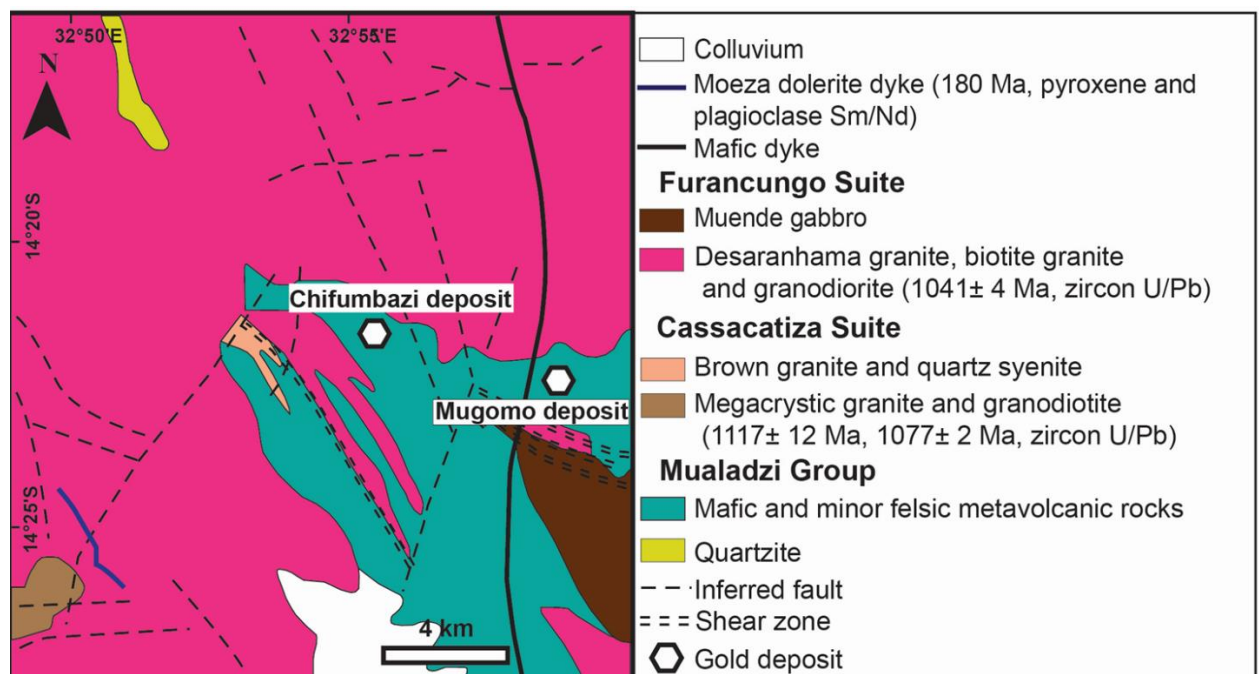 32°50'E
32°55'E
N
14°20'S
Chifumbazi deposit
Mugomo deposit
14°25'S
4 km
Colluvium
Moeza dolerite dyke (180 Ma, pyroxene and
plagioclase Sm/Nd)
Mafic dyke
Furancungo Suite
Muende gabbro
Desaranhama granite, biotite granite
and granodiorite (1041± 4 Ma, zircon U/Pb)
Cassacatiza Suite
Brown granite and quartz syenite
Megacrystic granite and granodiotite
(1117± 12 Ma, 1077± 2 Ma, zircon U/Pb)
Mualadzi Group
Mafic and minor felsic metavolcanic rocks
Quartzite
Inferred fault
Shear zone
Gold deposit